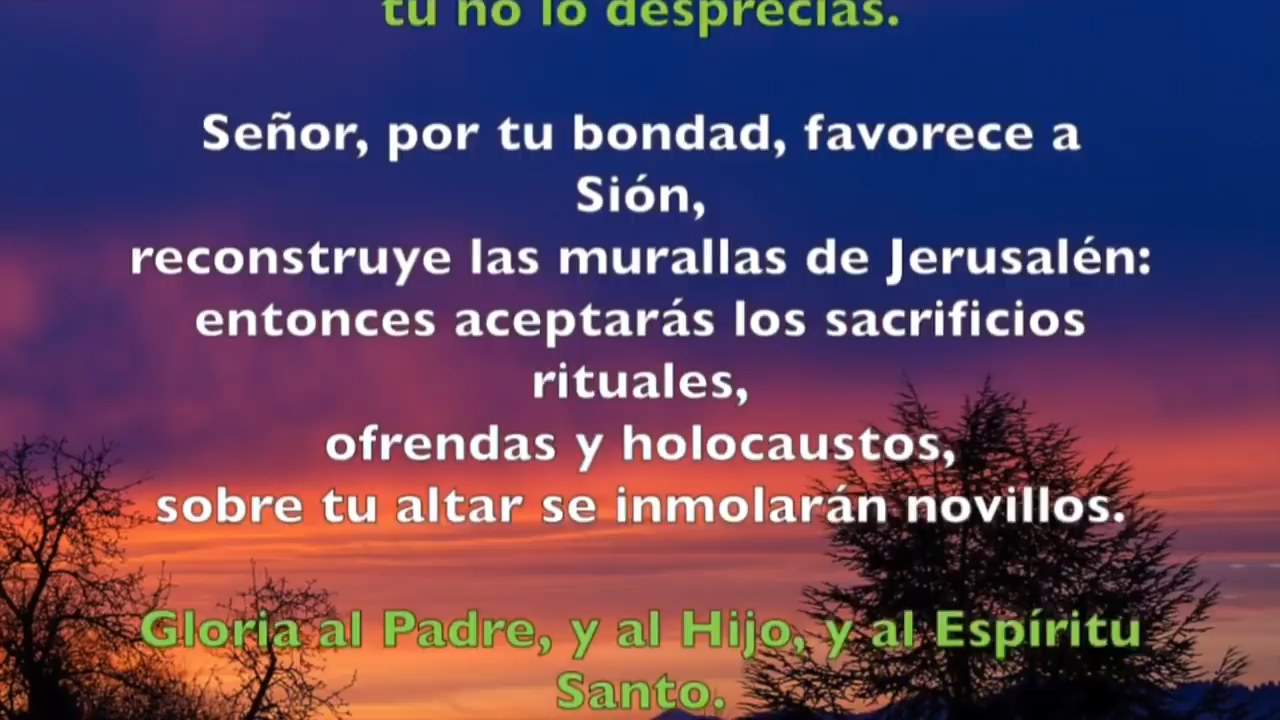 tú no lo desprecias.
Señor, por tu bondad, favorece a
Sión,
reconstruye las murallas de Jerusalén:
entonces aceptarás los sacrificios
rituales,
ofrendas y holocaustos,
sobre tu altar se inmolarán novillos.
Gloria al Padre, y al Hijo, y al Espíritu
Santo.